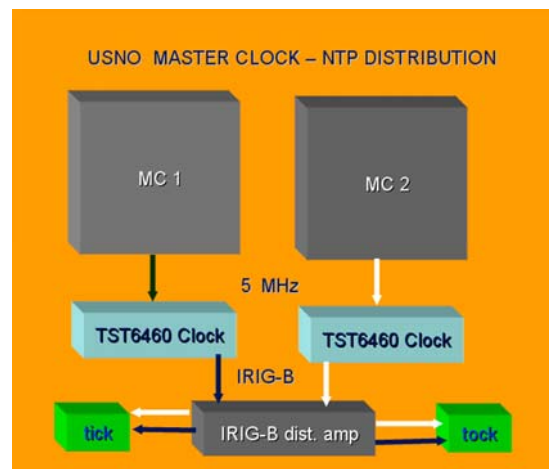 USNO MASTER CLOCK – NTP DISTRIBUTION
MC 1
MC 2
5 MHz
TST6460 Clock
TST6460 Clock
IRIG-B
tick
IRIG-B dist. amp
tock